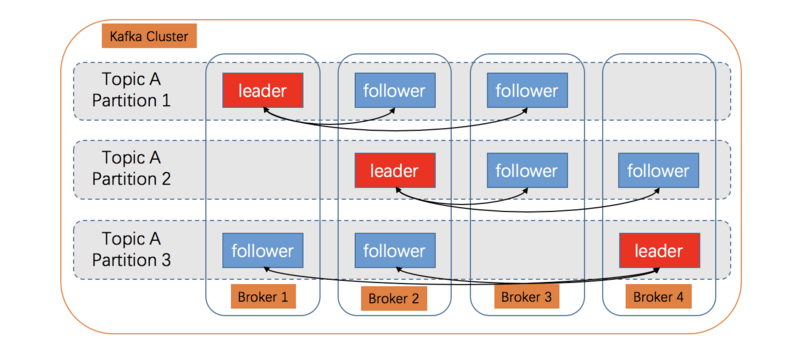 Kafka Cluster
Topic A
Partition 1
leader
follower
follower
Topic A
Partition 2
leader
follower
follower
Topic A
Partition 3
follower
follower
leader
Broker 1
Broker 2
Broker 3
Broker 4